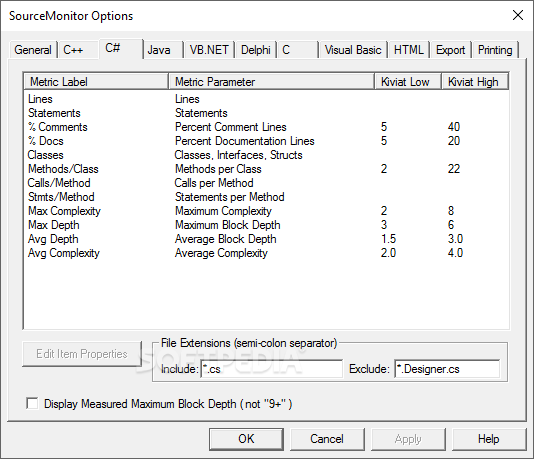 SourceMonitor Options
General C++ C# Java VB.NET Delphi C Visual Basic HTML Export Printing
Metric Label Metric Parameter Kiviat Low Kiviat High
Lines Lines
Statements Statements
% Comments Percent Comment Lines 5 40
% Docs Percent Documentation Lines 5 20
Classes Classes, Interfaces, Structs
Methods/Class Methods per Class 2 22
Calls/Method Calls per Method
Stmts/Method Statements per Method
Max Complexity Maximum Complexity 2 8
Max Depth Maximum Block Depth 3 6
Avg Depth Average Block Depth 1.5 3.0
Avg Complexity Average Complexity 2.0 4.0
File Extensions (semi-colon separator)
Edit Item Properties
SOFTPEDIA
Include: *.cs Exclude: *.Designer.cs
Display Measured Maximum Block Depth ( not "9+" )
OK Cancel Apply Help